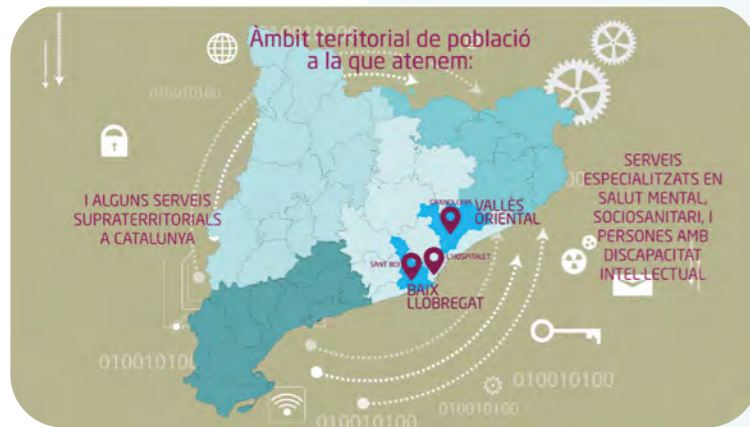 Àmbit territorial de població
a la que atenem:
010010100
I ALGUNS SERVEIS
SUPRATERRITORIALS
A CATALUNYA
GRANOLLERS
VALLÈS
ORIENTAL
SANT BOI
L'HOSPITALET
BAIX
LLOBREGAT
SERVEIS
ESPECIALITZATS EN
SALUT MENTAL,
SOCIOSANITARI, I
PERSONES AMB
DISCAPACITAT
INTEL·LECTUAL
010010100
010010100
010010100
010010100